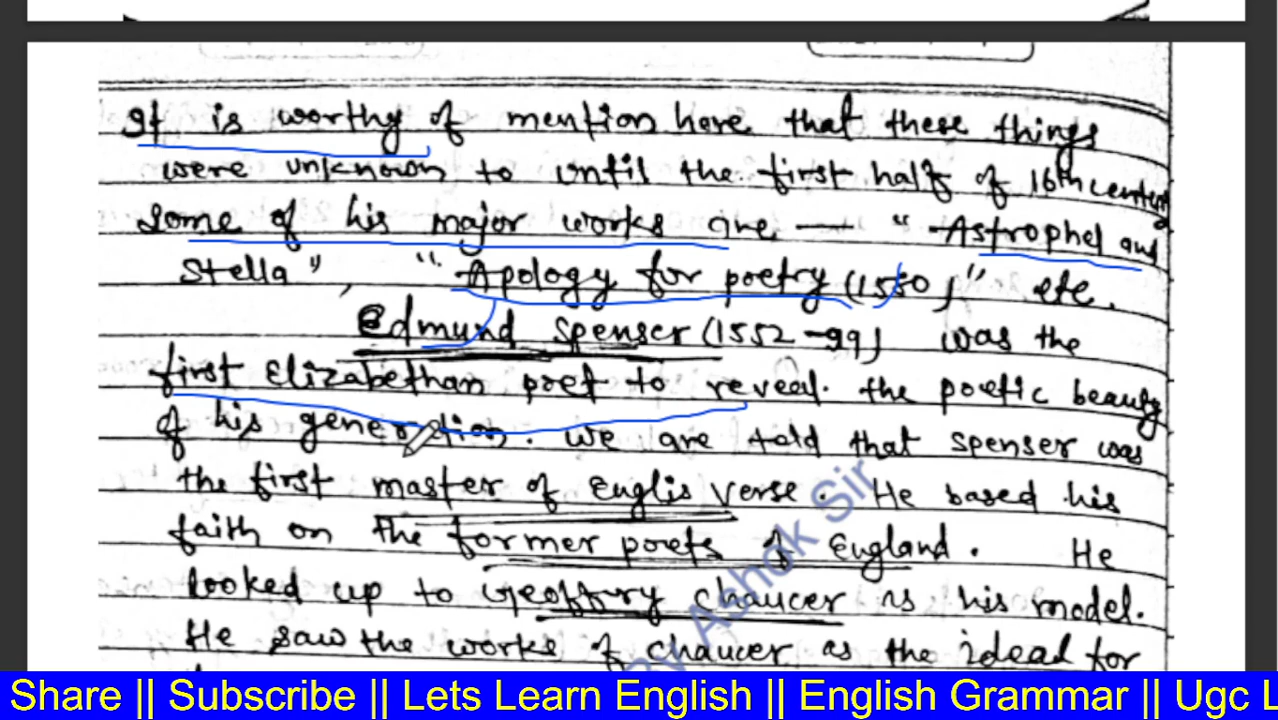 It is worthy of mention here that these things
were unknown to until the first half of 16th century
Some of his major works are — "Astrophel and
Stella", "Apology for poetry (1580)" etc.
Edmund Spenser (1552-99) was the
first Elizabethan poet to reveal. the poetic beauty
of his generation. We are told that spenser was
the first master of Englis verse. He based his
faith on the former poets of England. He
looked up to Geoffury chaucer as his model.
He saw the works of chaucer as the idead for
Ashok Sir
Share || Subscribe || Lets Learn English || English Grammar || Ugc L